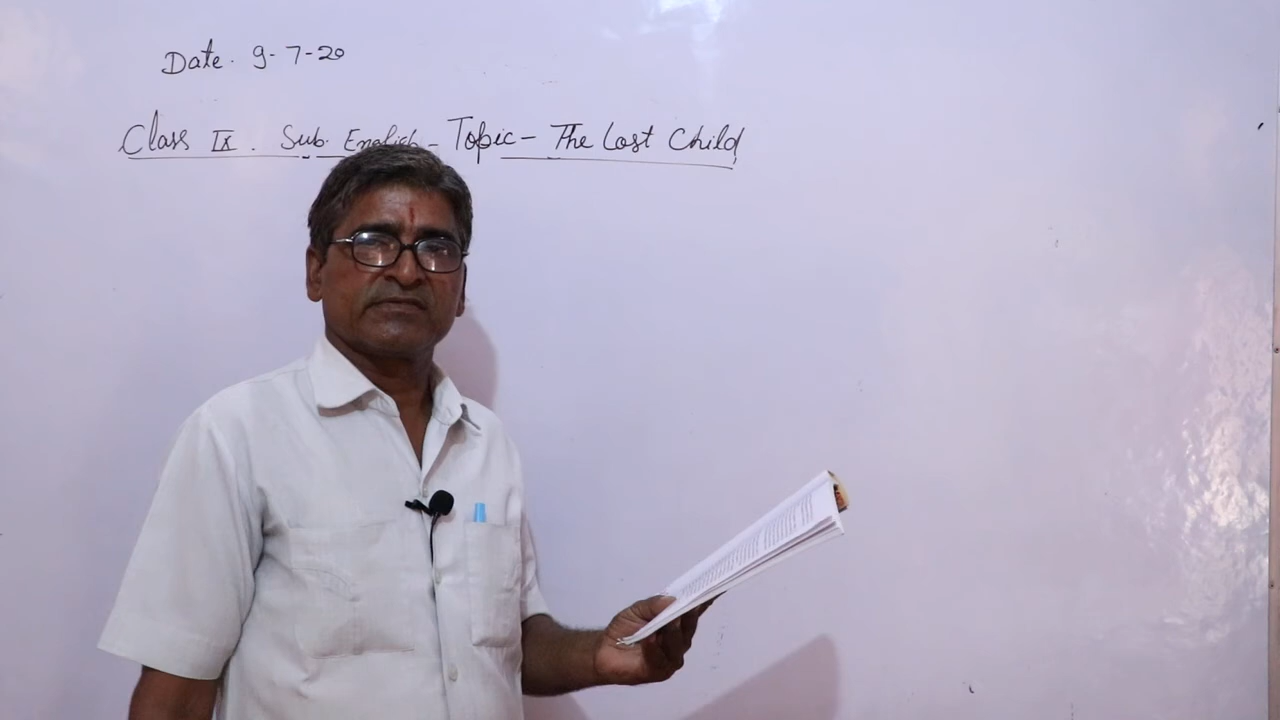 Date. 9-7-20
Class IX. Sub. English - Topic - The Lost Child